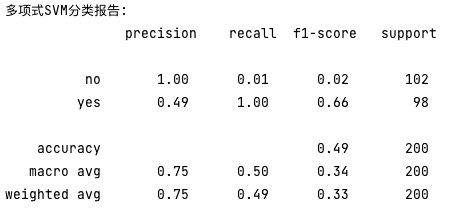 多项式SVM分类报告:
precision recall f1-score support
no 1.00 0.01 0.02 102
yes 0.49 1.00 0.66 98
accuracy 0.49 200
macro avg 0.75 0.50 0.34 200
weighted avg 0.75 0.49 0.33 200